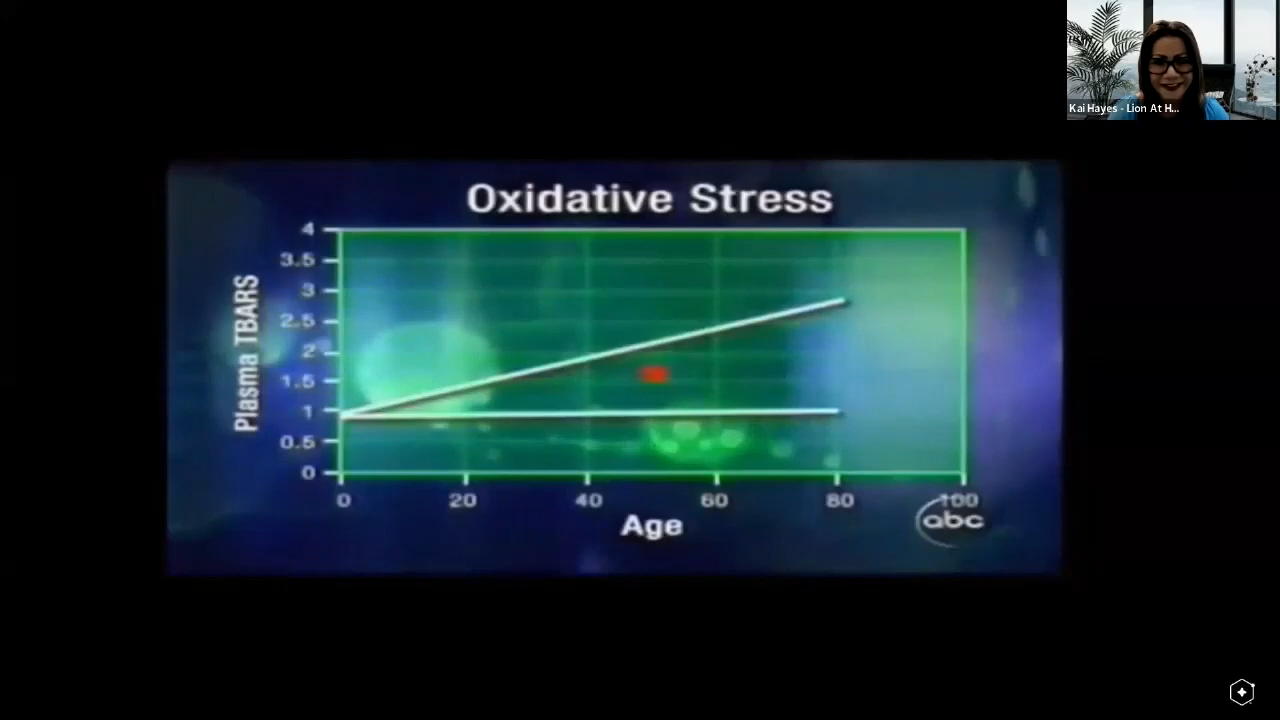 Kai Hayes - Lion At H...
Oxidative Stress
Plasma TBARS
4
3.5
3
2.5
2
1.5
1
0.5
0
0 20 40 60 80 100
Age
abc